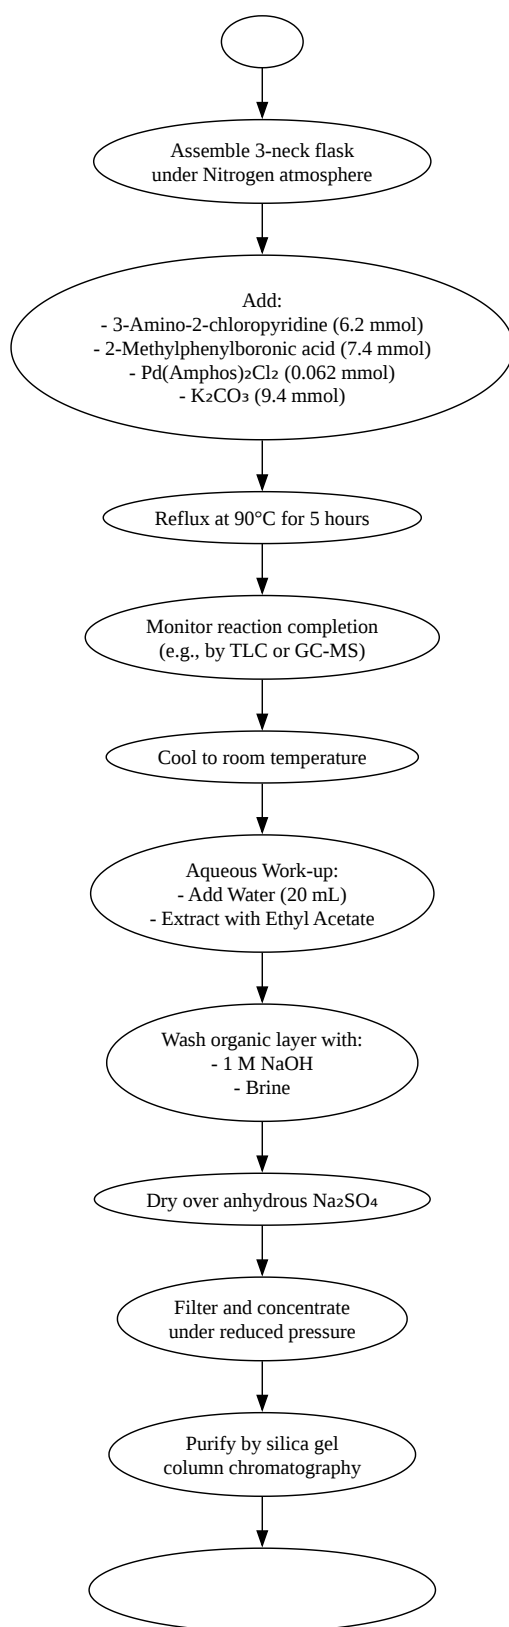 Assemble 3-neck flask
under Nitrogen atmosphere
Add:
- 3-Amino-2-chloropyridine (6.2 mmol)
- 2-Methylphenylboronic acid (7.4 mmol)
- Pd(Amphos)₂Cl₂ (0.062 mmol)
- K₂CO₃ (9.4 mmol)
Reflux at 90°C for 5 hours
Monitor reaction completion
(e.g., by TLC or GC-MS)
Cool to room temperature
Aqueous Work-up:
- Add Water (20 mL)
- Extract with Ethyl Acetate
Wash organic layer with:
- 1 M NaOH
- Brine
Dry over anhydrous Na₂SO₄
Filter and concentrate
under reduced pressure
Purify by silica gel
column chromatography